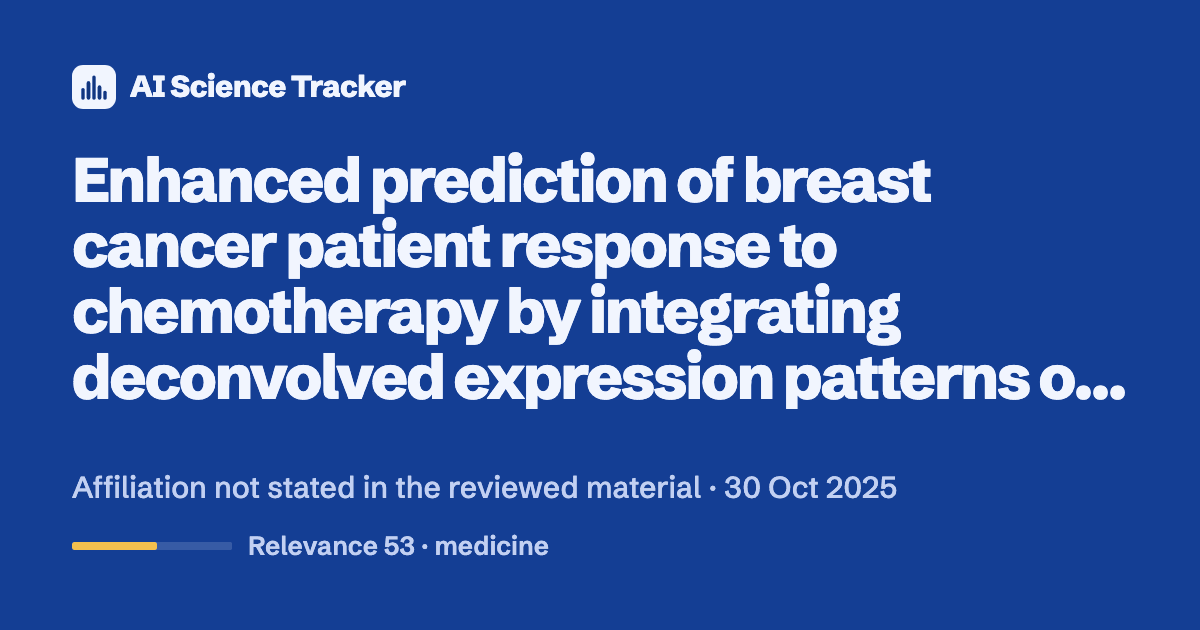 AI Science Tracker
Enhanced prediction of breast
cancer patient response to
chemotherapy by integrating
deconvolved expression patterns o...
Affiliation not stated in the reviewed material · 30 Oct 2025
Relevance 53 · medicine